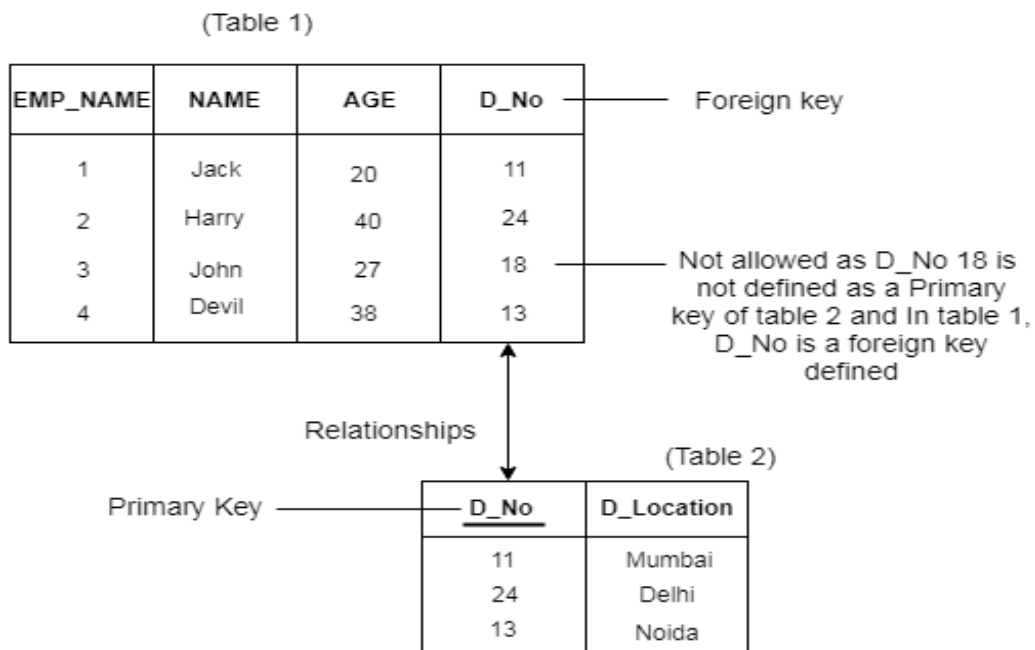 (Table 1)
EMP_NAME NAME AGE D_No Foreign key
1 Jack 20 11
2 Harry 40 24
3 John 27 18
4 Devil 38 13
Not allowed as D_No 18 is
not defined as a Primary
key of table 2 and In table 1,
D_No is a foreign key
defined
Relationships
(Table 2)
Primary Key D_No D_Location
11 Mumbai
24 Delhi
13 Noida